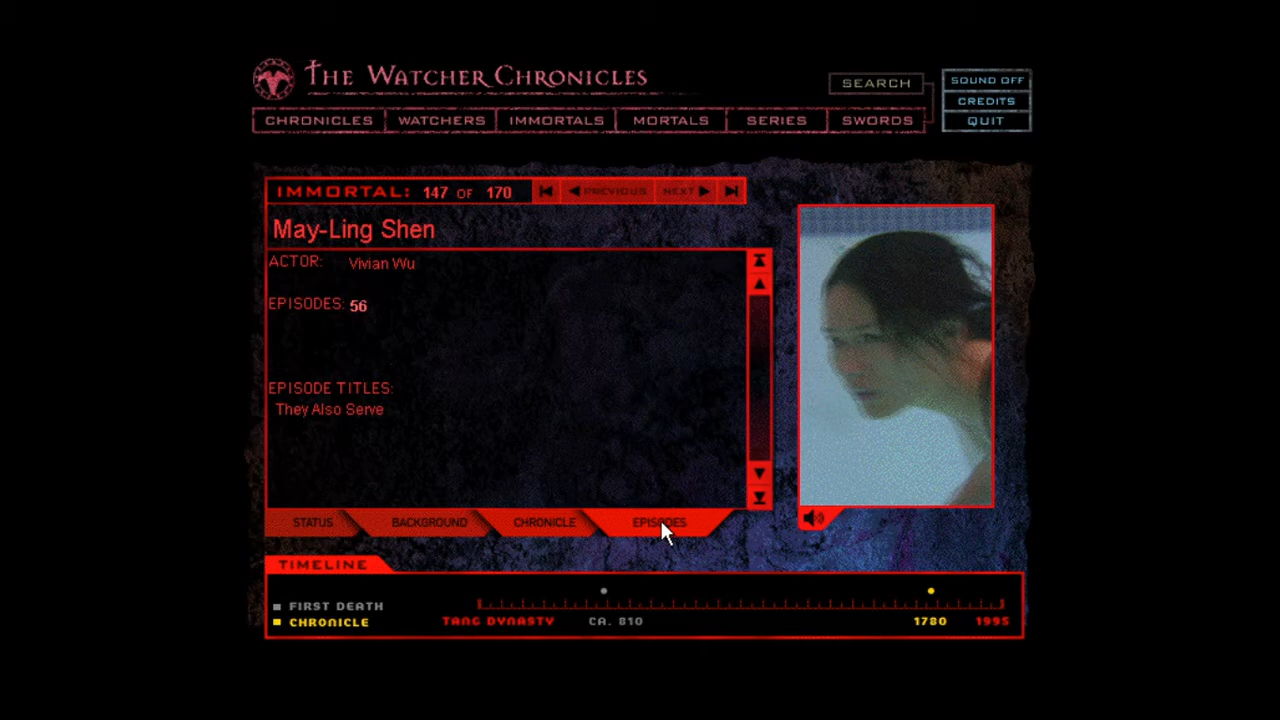 THE WATCHER CHRONICLES
SEARCH
SOUND OFF
CREDITS
QUIT
CHRONICLES WATCHERS IMMORTALS MORTALS SERIES SWORDS
IMMORTAL: 147 OF 170 PREVIOUS NEXT
May-Ling Shen
ACTOR: Vivian Wu
EPISODES: 56
EPISODE TITLES:
They Also Serve
STATUS BACKGROUND CHRONICLE EPISODES
TIMELINE
FIRST DEATH
CHRONICLE
TANG DYNASTY CA. 810 1780 1995